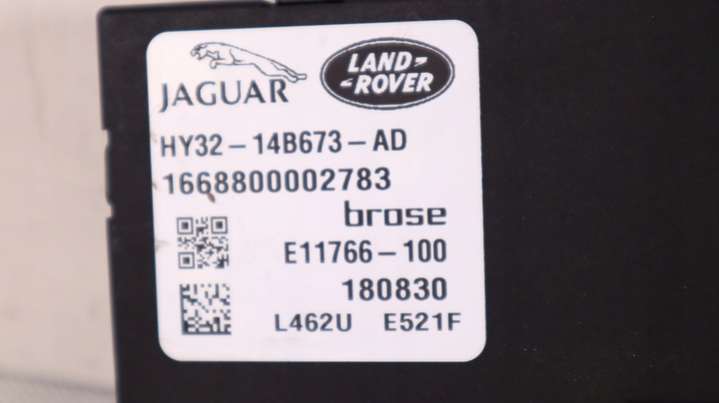 JAGUAR
LAND-
-ROVER
HY32-14B673-AD
1668800002783
brose
E11766-100
180830
L462U E521F